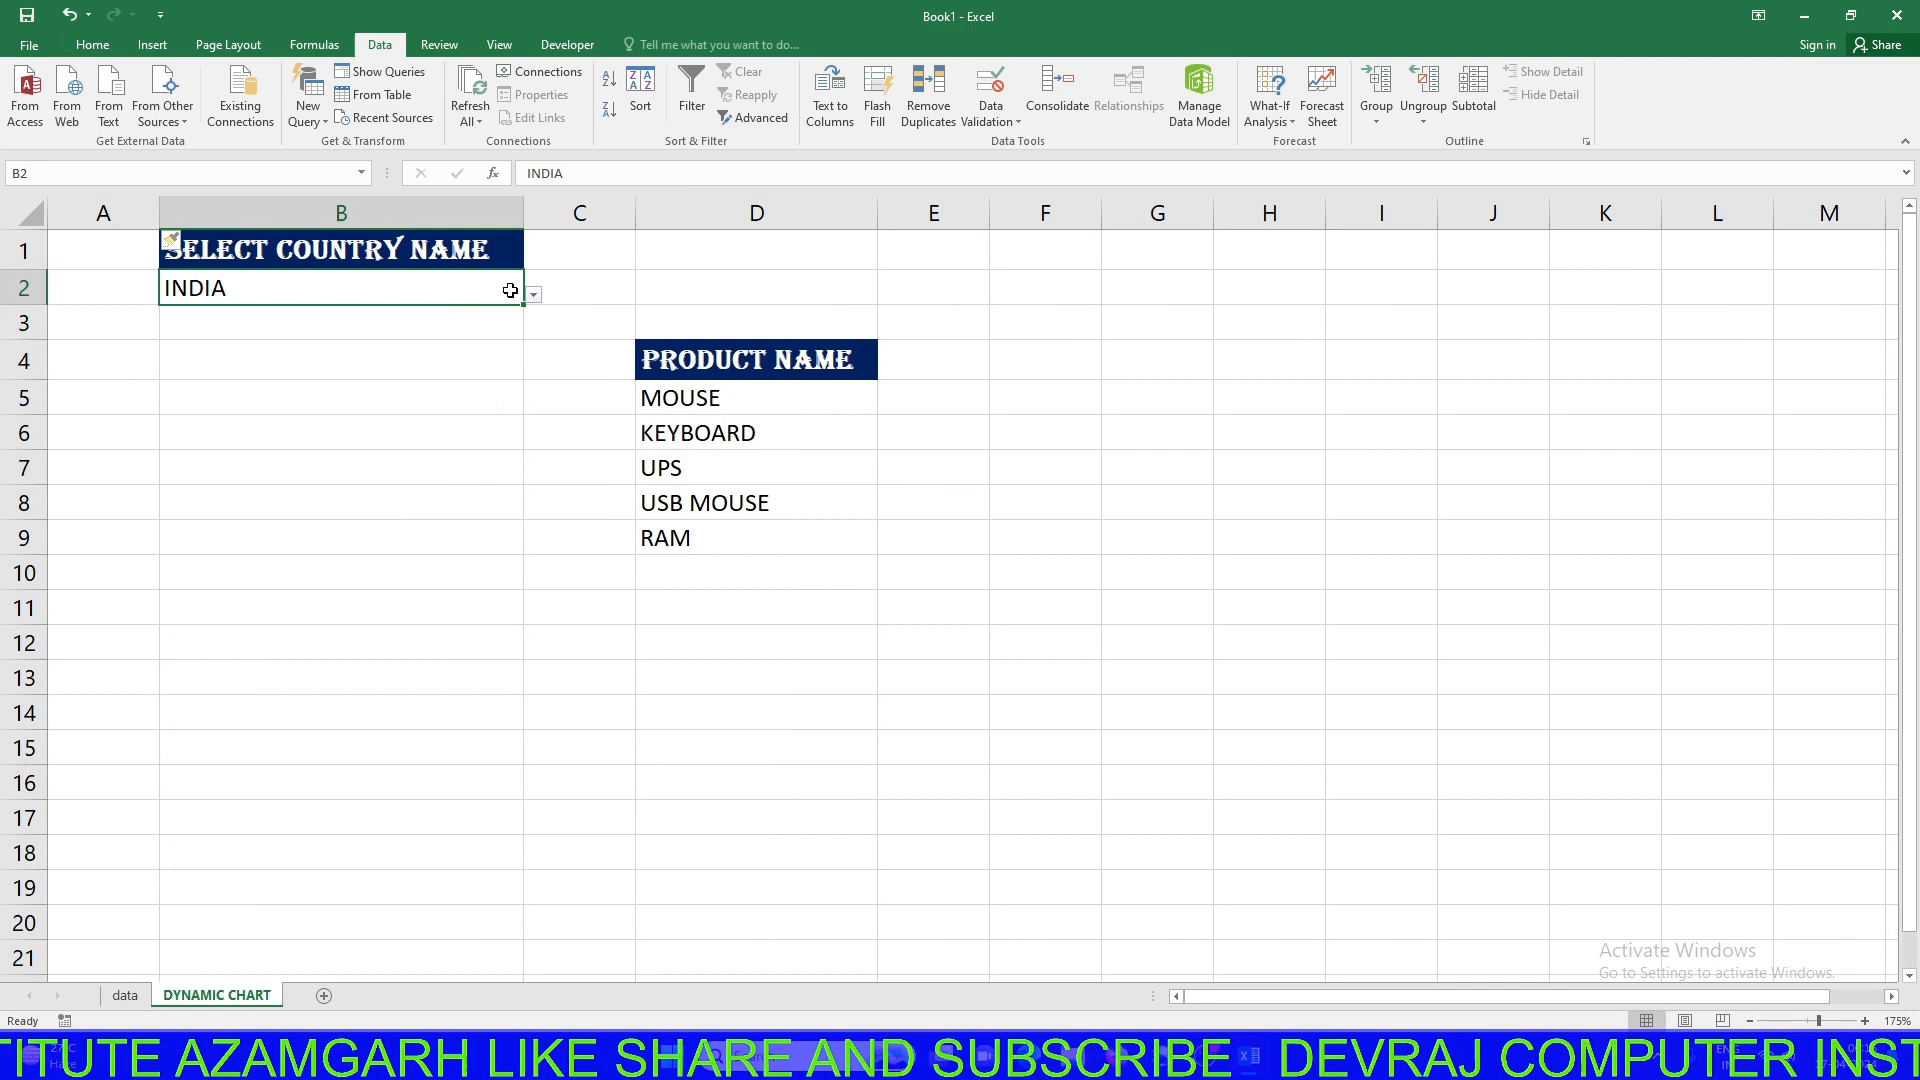 Book1 - Excel
File Home Insert Page Layout Formulas Data Review View Developer Tell me what you want to do... Sign in Share
From Access
From Web
From Text
From Other Sources
Existing Connections
Get External Data
New Query
Show Queries
From Table
Recent Sources
Get & Transform
Refresh All
Connections
Properties
Edit Links
Connections
Sort
Filter
Clear
Reapply
Advanced
Sort & Filter
Text to Columns
Flash Fill
Remove Duplicates
Data Validation
Consolidate
Relationships
Manage Data Model
Data Tools
What-If Analysis
Forecast Sheet
Forecast
Group
Ungroup
Subtotal
Show Detail
Hide Detail
Outline
B2 fx INDIA
A B C D E F G H I J K L M
1 SELECT COUNTRY NAME
2 INDIA
3
4 PRODUCT NAME
5 MOUSE
6 KEYBOARD
7 UPS
8 USB MOUSE
9 RAM
10
11
12
13
14
15
16
17
18
19
20
21
Activate Windows
Go to Settings to activate Windows.
data DYNAMIC CHART
Ready 175%
TITUTE AZAMGARH LIKE SHARE AND SUBSCRIBE DEVRAJ COMPUTER INST